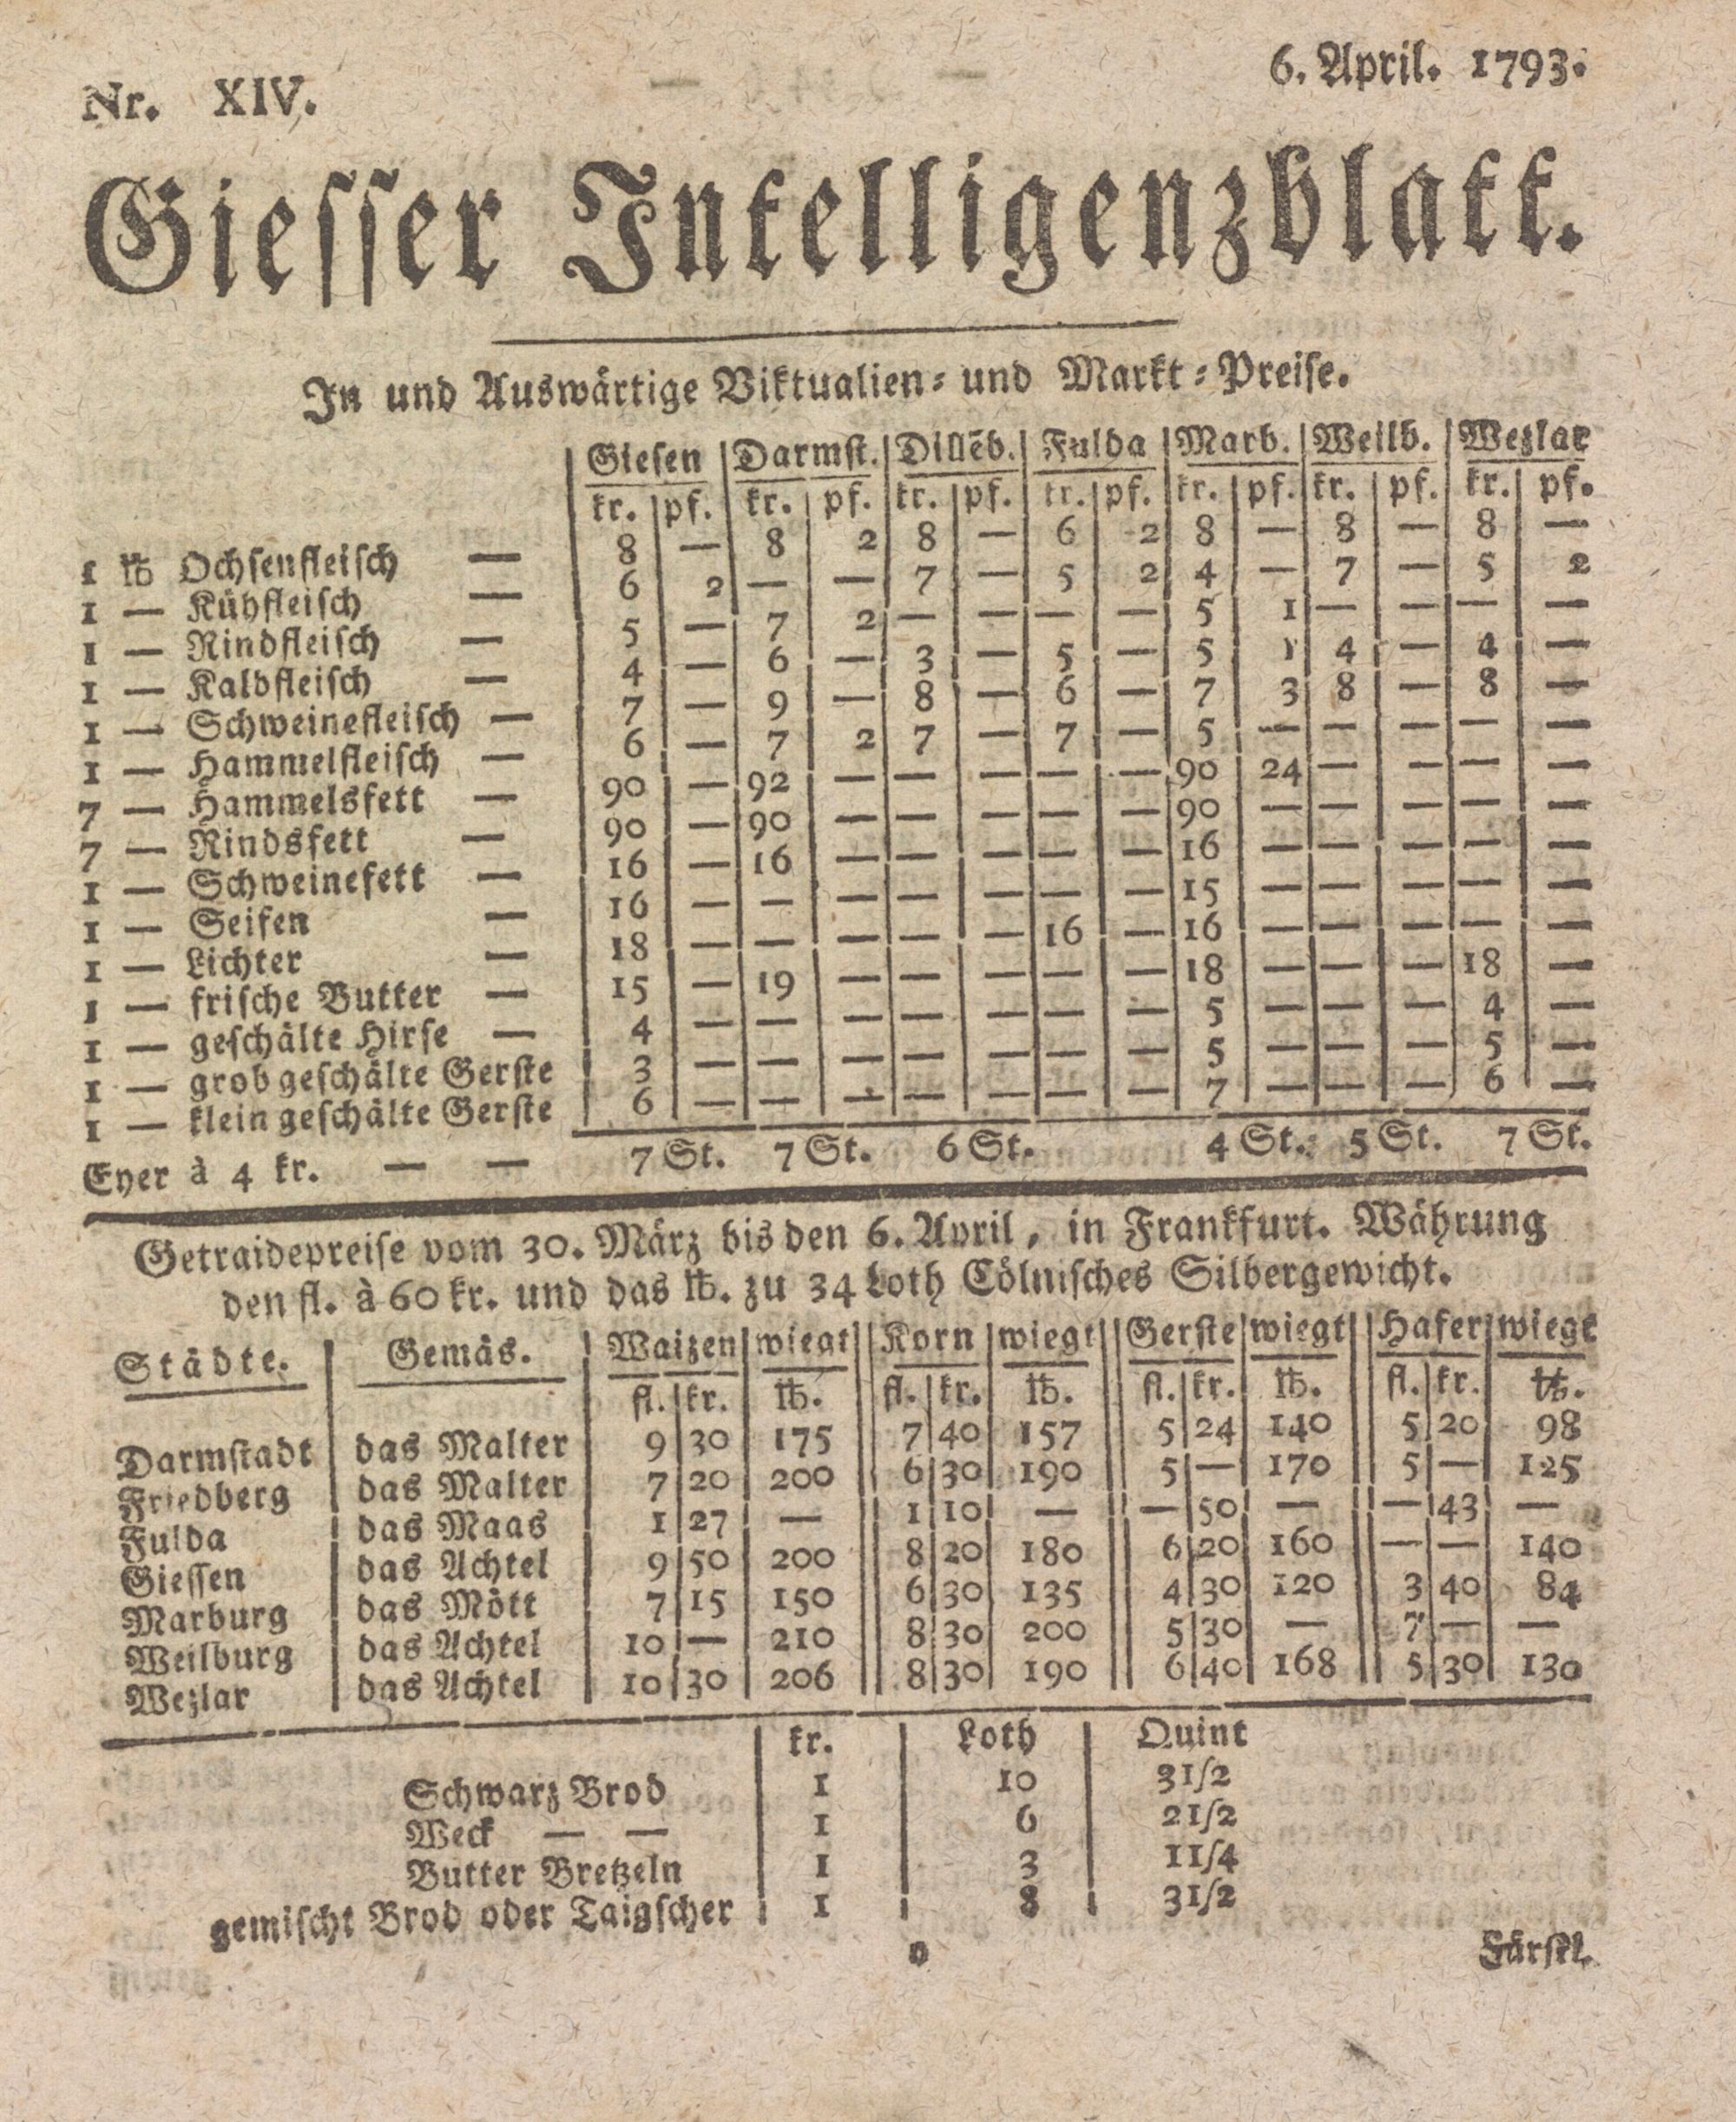 Nr. XIV. 6. April. 1793.
Giesser Intelligenzblatt.
In und Auswärtige Viktualien- und Markt-Preise.
Giesen Darmst. Dillēb. Fulda Marb. Weilb. Wezlar
kr. pf. kr. pf. kr. pf. kr. pf. kr. pf. kr. pf. kr. pf.
1 ℔ Ochsenfleisch — 8 — 8 2 8 — 6 2 8 — 8 — 8 —
1 — Kühfleisch — 6 2 — — 7 — 5 2 4 — 7 — 5 2
1 — Rindfleisch — 5 — 7 2 — — — — 5 1 — — — —
1 — Kalbfleisch — 4 — 6 — 3 — 5 — 5 1 4 — 4 —
1 — Schweinefleisch — 7 — 9 — 8 — 6 — 7 3 8 — 8 —
1 — Hammelfleisch — 6 — 7 2 7 — 7 — 5 — — — — —
7 — Hammelsfett — 90 — 92 — — — — — 90 24 — — — —
7 — Rindsfett — 90 — 90 — — — — — 90 — — — — —
1 — Schweinefett — 16 — 16 — — — — — 16 — — — — —
1 — Seifen — 16 — — — — — — — 15 — — — — —
1 — Lichter — 18 — — — — — 16 — 16 — — — — —
1 — frische Butter — 15 — 19 — — — — — 18 — — — 18 —
1 — geschälte Hirse — 4 — — — — — — — 5 — — — 4 —
1 — grob geschälte Gerste 3 — — — — — — — 5 — — — 5 —
1 — klein geschälte Gerste 6 — — — — — — — 7 — — — 6 —
Eyer à 4 kr. — — 7 St. 7 St. 6 St. 4 St. 5 St. 7 St.
Getraidepreise vom 30. März bis den 6. April, in Frankfurt. Währung
den fl. à 60 kr. und das ℔. zu 34 Loth Cölnisches Silbergewicht.
Städte. Gemäs. Waizen wiegt Korn wiegt Gerste wiegt Hafer wiegt
fl. kr. ℔. fl. kr. ℔. fl. kr. ℔. fl. kr. ℔.
Darmstadt das Malter 9 30 175 7 40 157 5 24 140 5 20 98
Friedberg das Malter 7 20 200 6 30 190 5 — 170 5 — 125
Fulda das Maas 1 27 — 1 10 — — 50 — — 43 —
Giessen das Achtel 9 50 200 8 20 180 6 20 160 — — 140
Marburg das Mött 7 15 150 6 30 135 4 30 120 3 40 84
Weilburg das Achtel 10 — 210 8 30 200 5 30 — 7 — —
Wezlar das Achtel 10 30 206 8 30 190 6 40 168 5 30 130
kr. Loth Quint
Schwarz Brod 1 10 31/2
Weck — — 1 6 21/2
Butter Bretzeln 1 3 11/4
gemischt Brod oder Taigscher 1 8 31/2
o Fürstl.